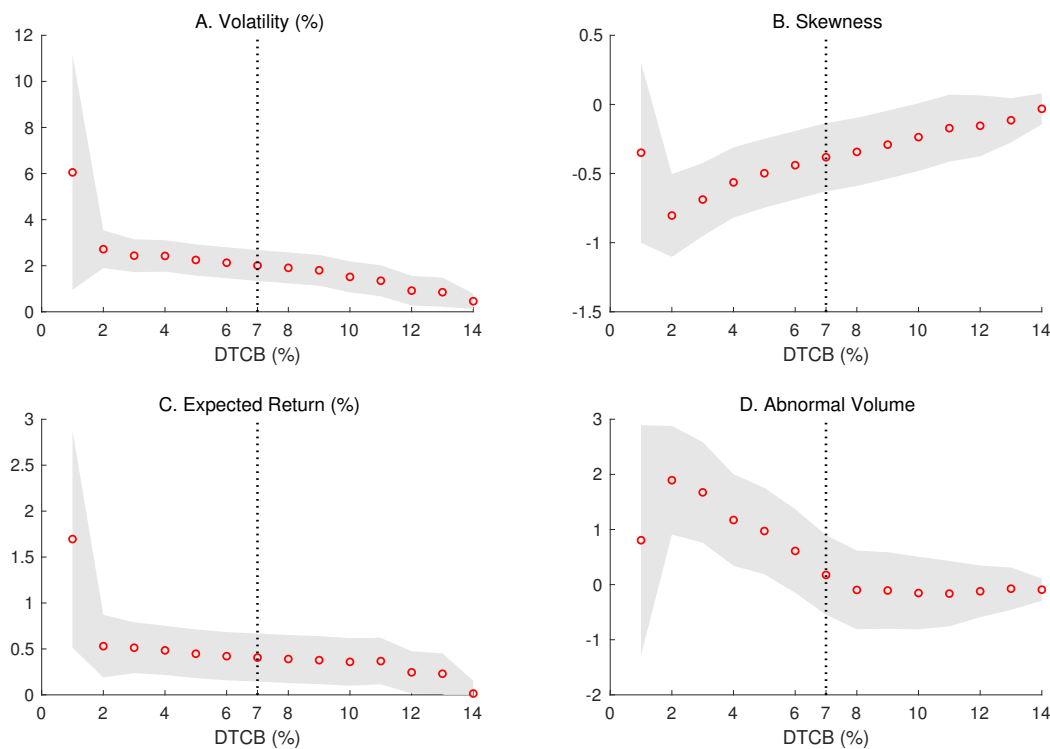 A. Volatility (%)
12
10
8
6
4
2
0
0 2 4 6 7 8 10 12 14
DTCB (%)
B. Skewness
0.5
0
-0.5
-1
-1.5
0 2 4 6 7 8 10 12 14
DTCB (%)
C. Expected Return (%)
3
2.5
2
1.5
1
0.5
0
0 2 4 6 7 8 10 12 14
DTCB (%)
D. Abnormal Volume
3
2
1
0
-1
-2
0 2 4 6 7 8 10 12 14
DTCB (%)